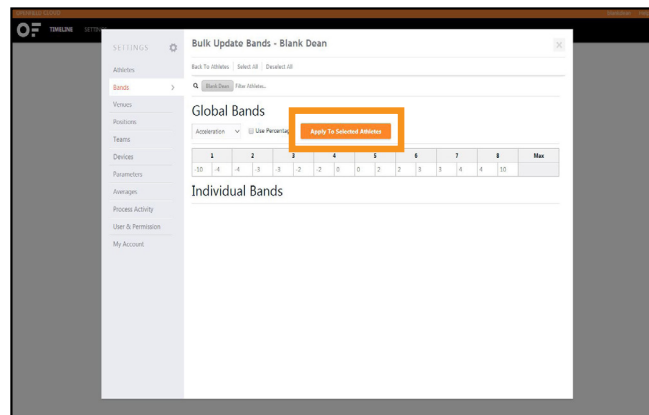 OPENFIELD CLOUD
OF TIMELINE SETTINGS
SETTINGS
Bulk Update Bands - Blank Dean
Athletes
Back To Athletes Select All Deselect All
Bands
Blank Dean Filter Athletes..
Venues
Global Bands
Positions
Acceleration Use Percentag Apply To Selected Athletes
Teams
Devices
1 2 3 4 5 6 7 8 Max
Parameters
-10 -4 -4 -3 -3 -2 -2 0 0 2 2 3 3 4 4 10
Averages
Individual Bands
Process Activity
User & Permission
My Account